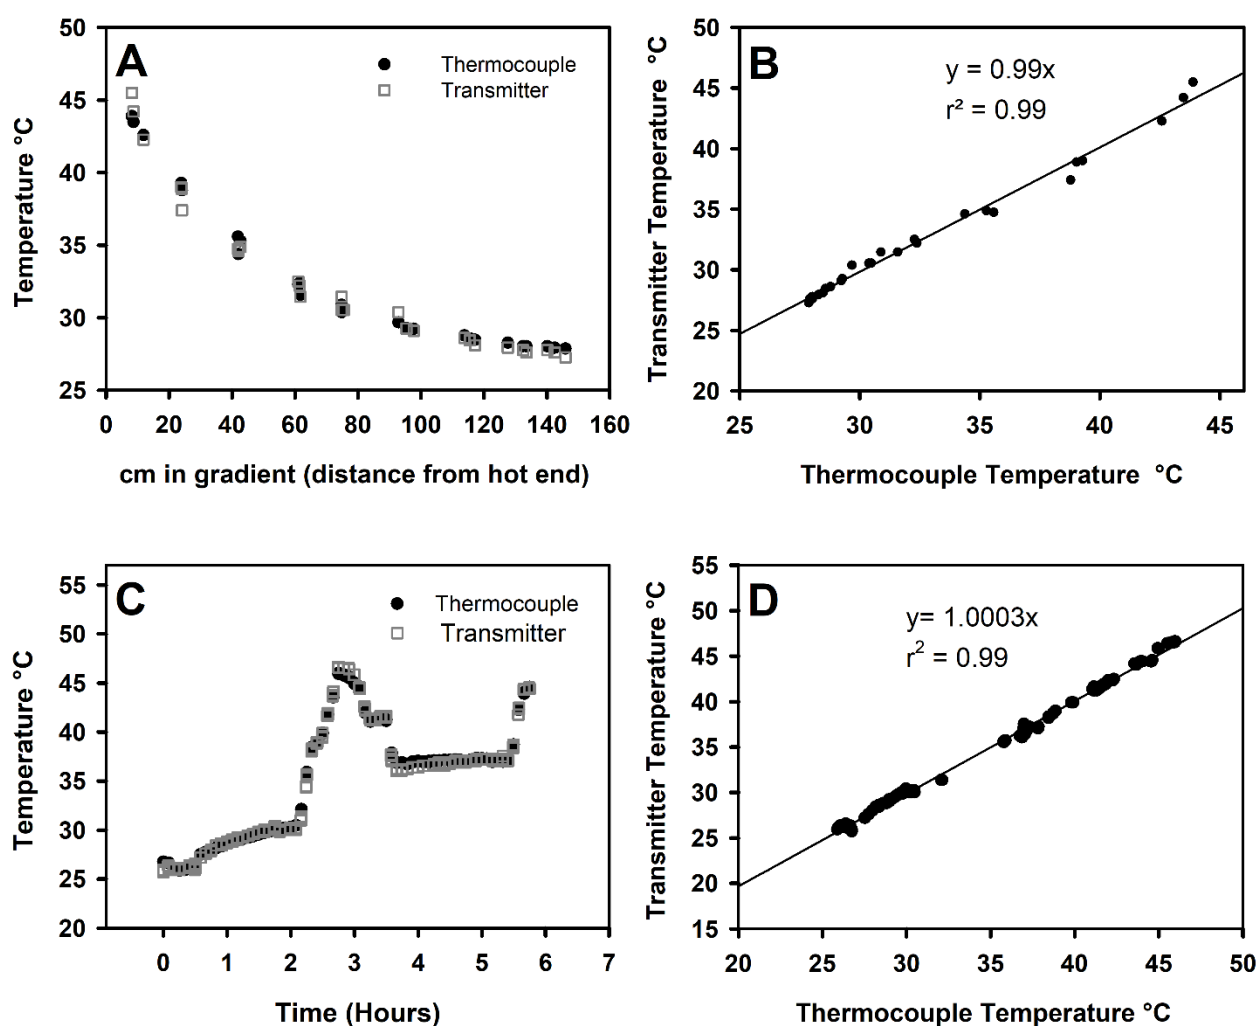 A
Thermocouple
Transmitter
50
45
40
35
30
25
Temperature °C
0 20 40 60 80 100 120 140 160
cm in gradient (distance from hot end)
B
y = 0.99x
r² = 0.99
50
45
40
35
30
25
20
Transmitter Temperature °C
25 30 35 40 45
Thermocouple Temperature °C
C
Thermocouple
Transmitter
55
50
45
40
35
30
25
20
Temperature °C
0 1 2 3 4 5 6 7
Time (Hours)
D
y= 1.0003x
r² = 0.99
55
50
45
40
35
30
25
20
15
Transmitter Temperature °C
20 25 30 35 40 45 50
Thermocouple Temperature °C